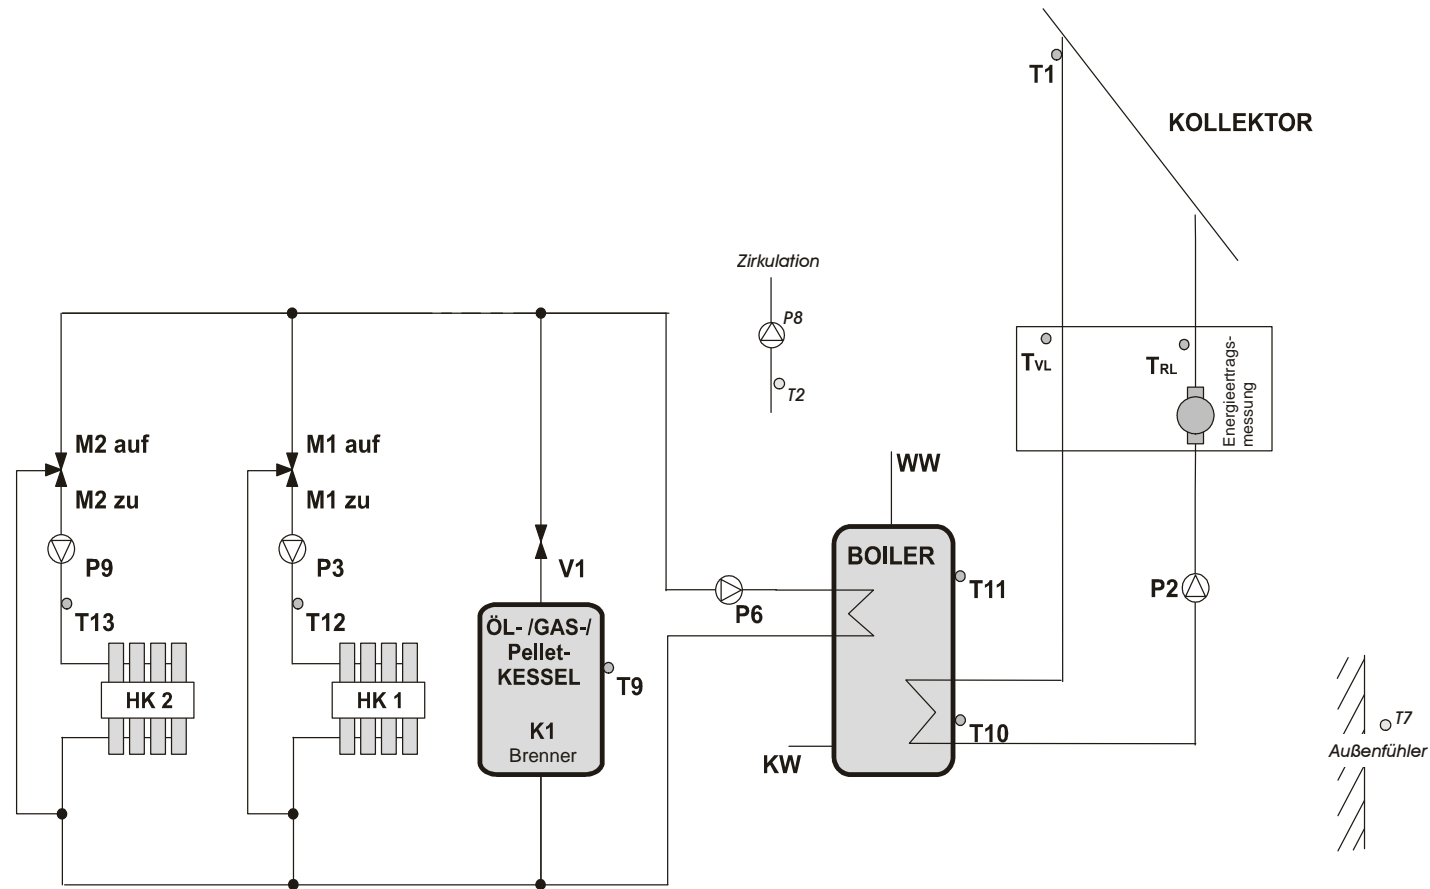 T1
KOLLEKTOR
Zirkulation
P8
T2
TVL
TRL
Energieertrags-
messung
M2 auf
M2 zu
P9
T13
HK 2
M1 auf
M1 zu
P3
T12
HK 1
V1
ÖL- /GAS-/
Pellet-
KESSEL
K1
Brenner
T9
P6
WW
BOILER
T11
T10
KW
P2
T7
Außenfühler